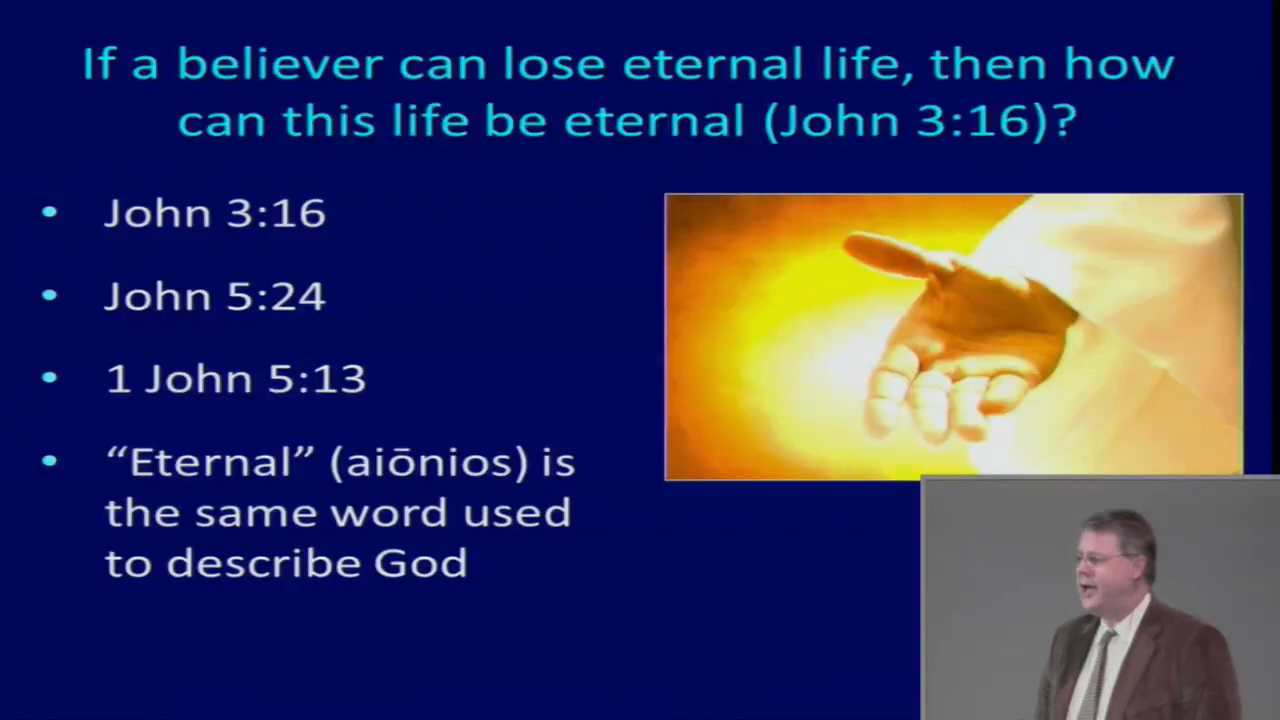 If a believer can lose eternal life, then how
can this life be eternal (John 3:16)?
• John 3:16
• John 5:24
• 1 John 5:13
• “Eternal” (aiōnios) is
the same word used
to describe God